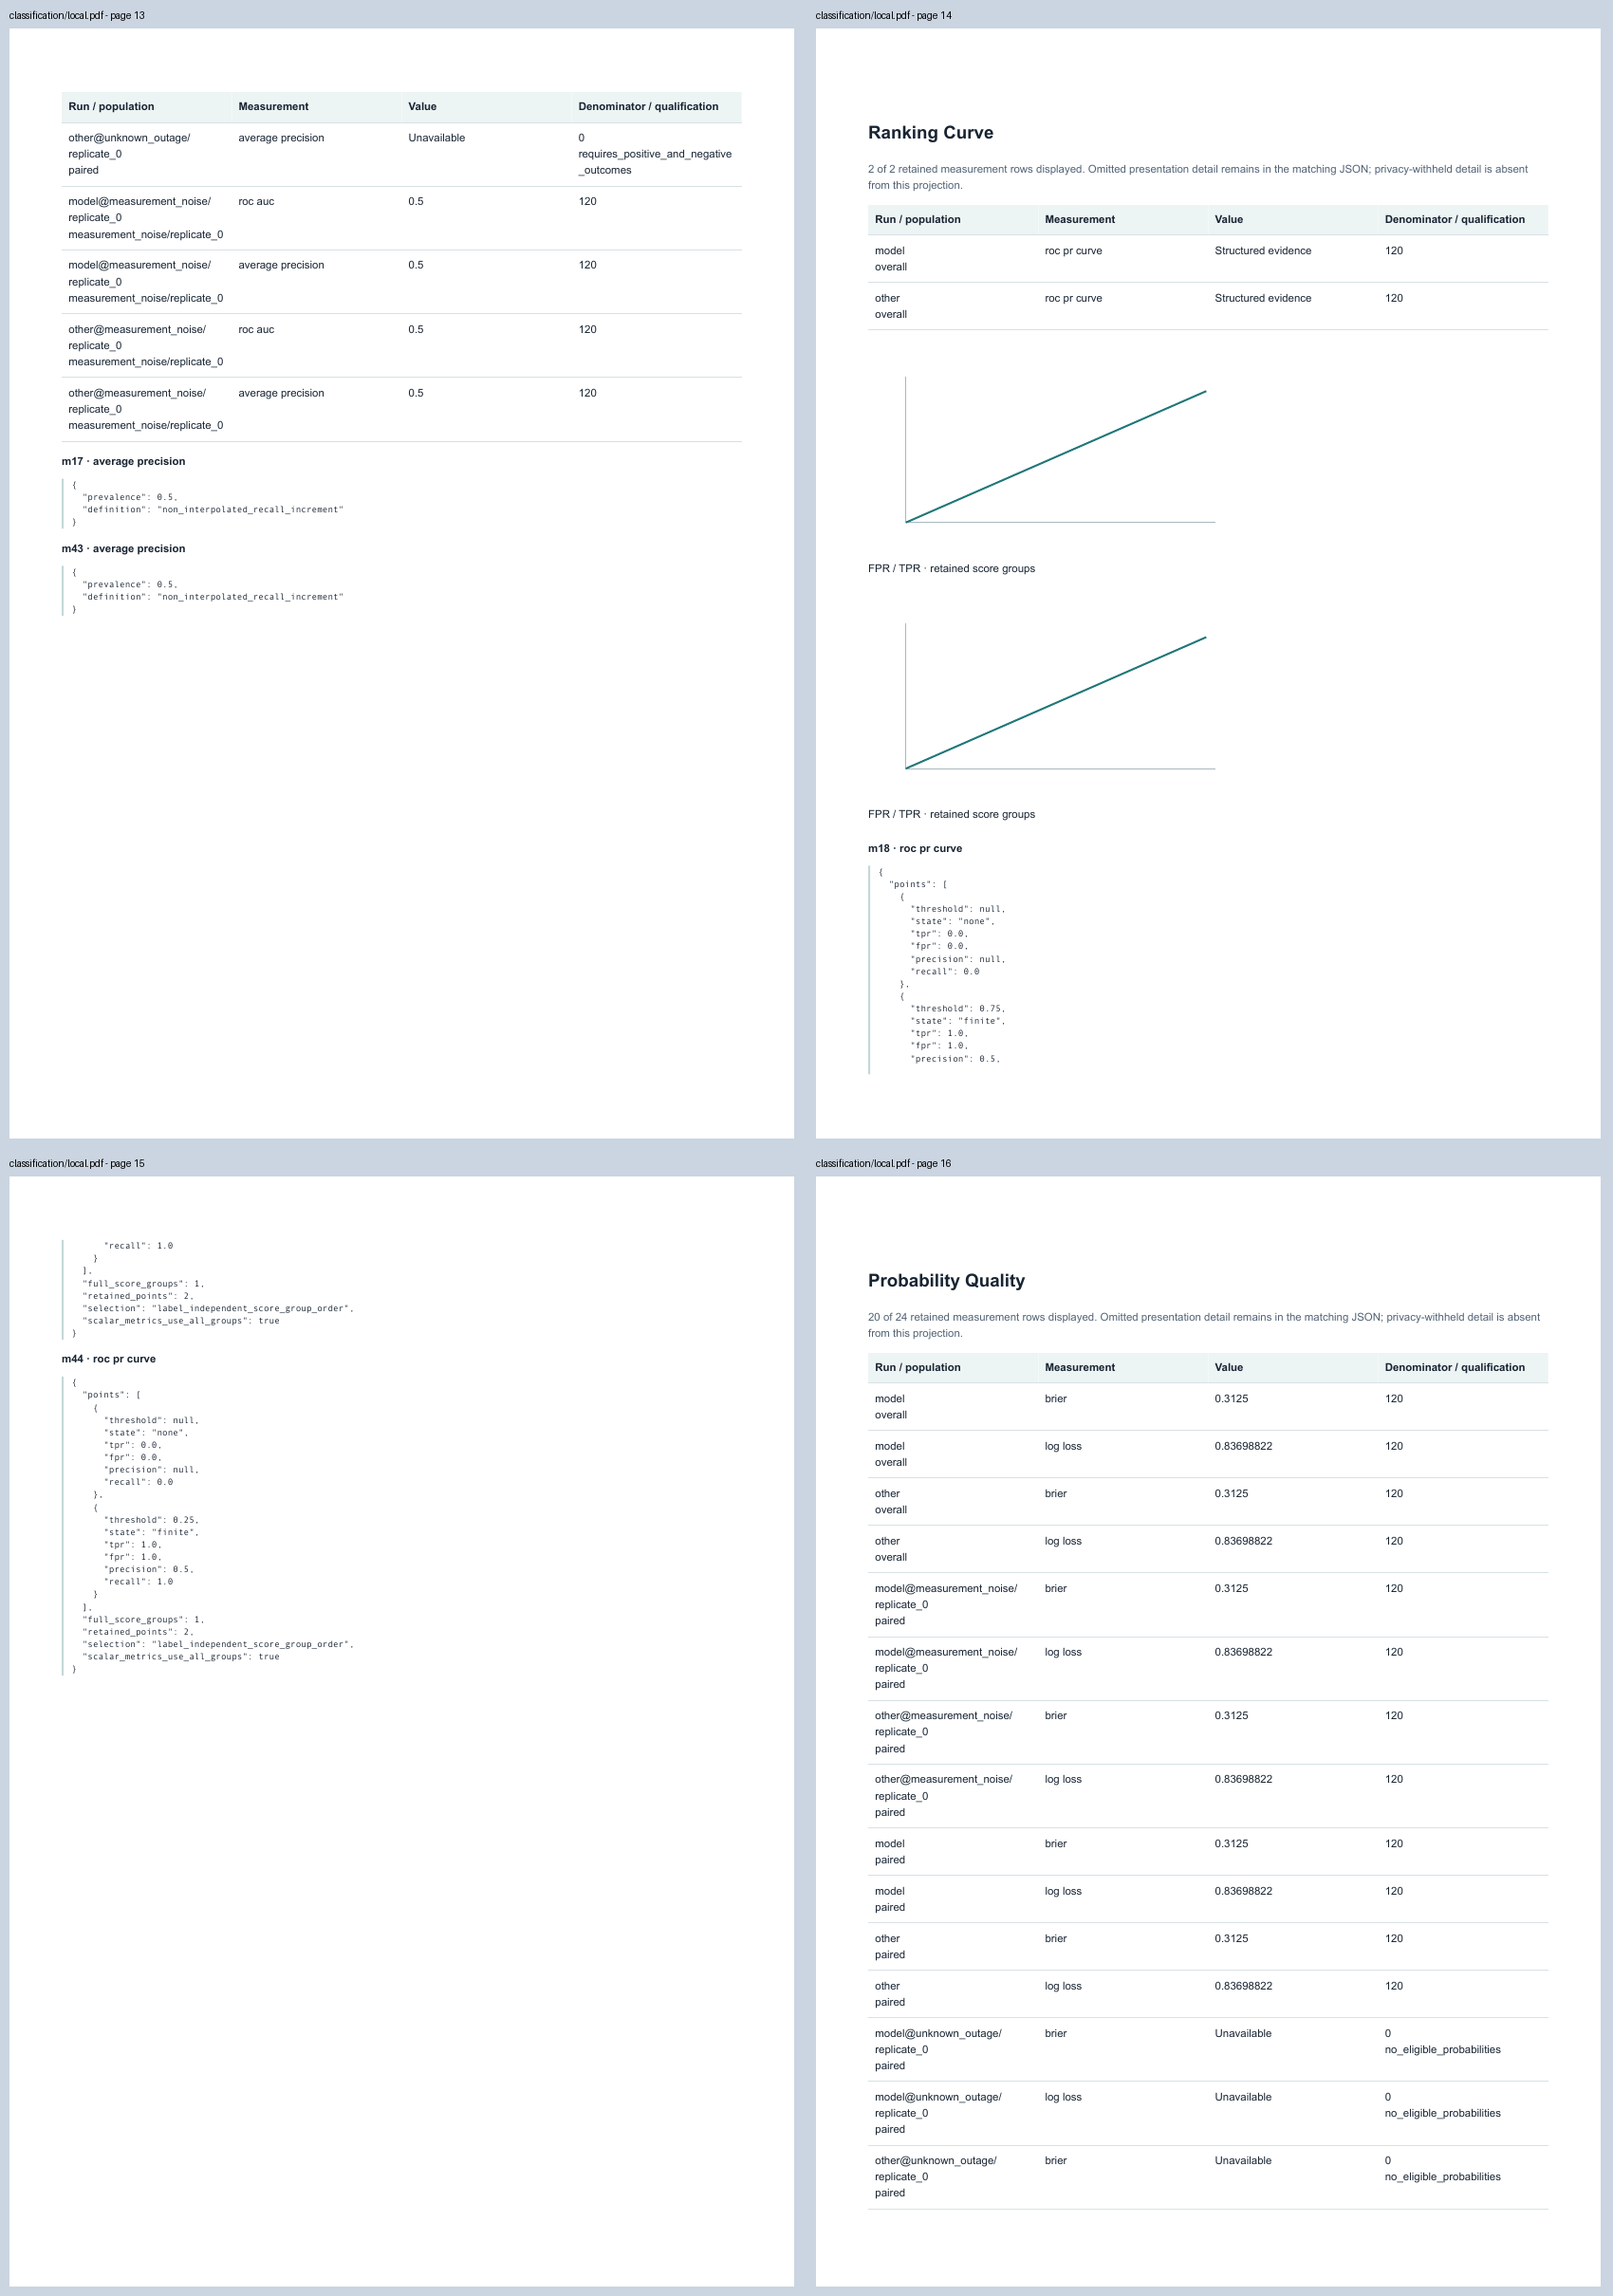 classification/local.pdf - page 13
Run / population Measurement Value Denominator / qualification
other@unknown_outage/ average precision Unavailable 0
replicate_0 requires_positive_and_negative
paired _outcomes
model@measurement_noise/ roc auc 0.5 120
replicate_0
measurement_noise/replicate_0
model@measurement_noise/ average precision 0.5 120
replicate_0
measurement_noise/replicate_0
other@measurement_noise/ roc auc 0.5 120
replicate_0
measurement_noise/replicate_0
other@measurement_noise/ average precision 0.5 120
replicate_0
measurement_noise/replicate_0
m17 · average precision
{
"prevalence": 0.5,
"definition": "non_interpolated_recall_increment"
}
m43 · average precision
{
"prevalence": 0.5,
"definition": "non_interpolated_recall_increment"
}
classification/local.pdf - page 14
Ranking Curve
2 of 2 retained measurement rows displayed. Omitted presentation detail remains in the matching JSON; privacy-withheld detail is absent
from this projection.
Run / population Measurement Value Denominator / qualification
model roc pr curve Structured evidence 120
overall
other roc pr curve Structured evidence 120
overall
FPR / TPR · retained score groups
FPR / TPR · retained score groups
m18 · roc pr curve
{
"points": [
{
"threshold": null,
"state": "none",
"tpr": 0.0,
"fpr": 0.0,
"precision": null,
"recall": 0.0
},
{
"threshold": 0.75,
"state": "finite",
"tpr": 1.0,
"fpr": 1.0,
"precision": 0.5,
classification/local.pdf - page 15
"recall": 1.0
}
],
"full_score_groups": 1,
"retained_points": 2,
"selection": "label_independent_score_group_order",
"scalar_metrics_use_all_groups": true
}
m44 · roc pr curve
{
"points": [
{
"threshold": null,
"state": "none",
"tpr": 0.0,
"fpr": 0.0,
"precision": null,
"recall": 0.0
},
{
"threshold": 0.25,
"state": "finite",
"tpr": 1.0,
"fpr": 1.0,
"precision": 0.5,
"recall": 1.0
}
],
"full_score_groups": 1,
"retained_points": 2,
"selection": "label_independent_score_group_order",
"scalar_metrics_use_all_groups": true
}
classification/local.pdf - page 16
Probability Quality
20 of 24 retained measurement rows displayed. Omitted presentation detail remains in the matching JSON; privacy-withheld detail is absent
from this projection.
Run / population Measurement Value Denominator / qualification
model brier 0.3125 120
overall
model log loss 0.83698822 120
overall
other brier 0.3125 120
overall
other log loss 0.83698822 120
overall
model@measurement_noise/ brier 0.3125 120
replicate_0
paired
model@measurement_noise/ log loss 0.83698822 120
replicate_0
paired
other@measurement_noise/ brier 0.3125 120
replicate_0
paired
other@measurement_noise/ log loss 0.83698822 120
replicate_0
paired
model brier 0.3125 120
paired
model log loss 0.83698822 120
paired
other brier 0.3125 120
paired
other log loss 0.83698822 120
paired
model@unknown_outage/ brier Unavailable 0
replicate_0 no_eligible_probabilities
paired
model@unknown_outage/ log loss Unavailable 0
replicate_0 no_eligible_probabilities
paired
other@unknown_outage/ brier Unavailable 0
replicate_0 no_eligible_probabilities
paired